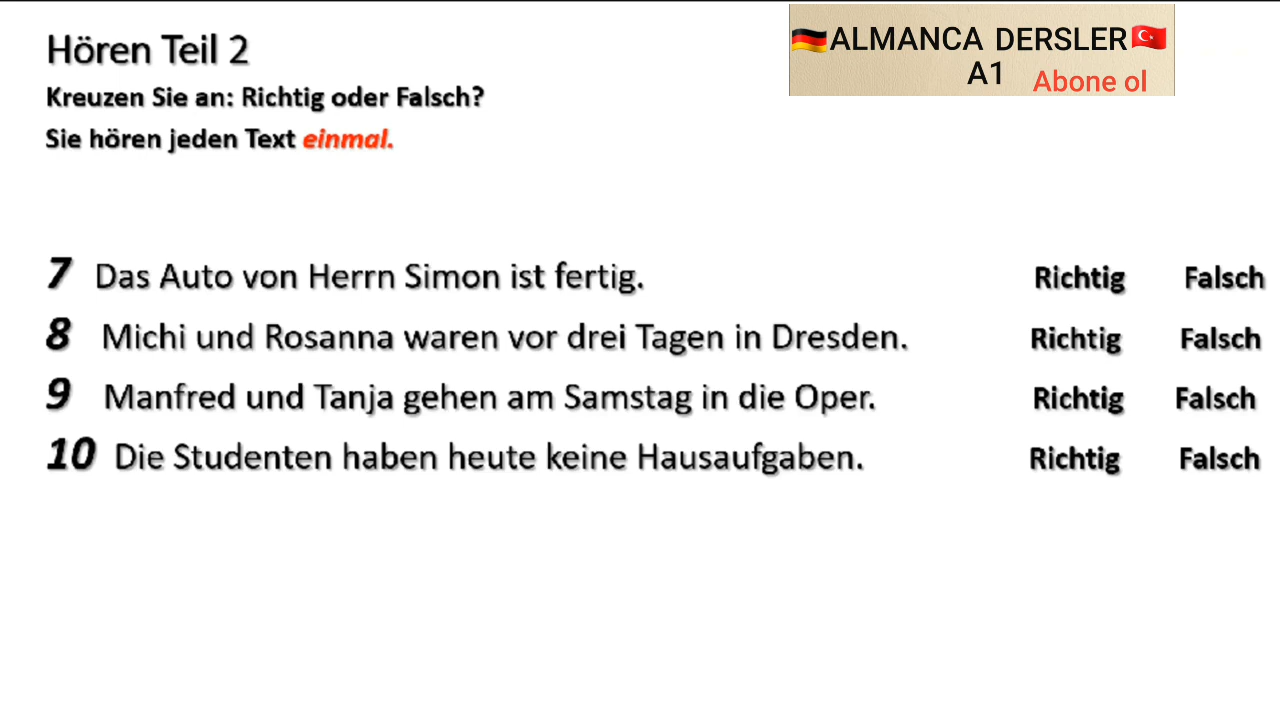 Hören Teil 2
🇩🇪ALMANCA DERSLER🇹🇷
A1 Abone ol
Kreuzen Sie an: Richtig oder Falsch?
Sie hören jeden Text einmal.
7 Das Auto von Herrn Simon ist fertig. Richtig Falsch
8 Michi und Rosanna waren vor drei Tagen in Dresden. Richtig Falsch
9 Manfred und Tanja gehen am Samstag in die Oper. Richtig Falsch
10 Die Studenten haben heute keine Hausaufgaben. Richtig Falsch